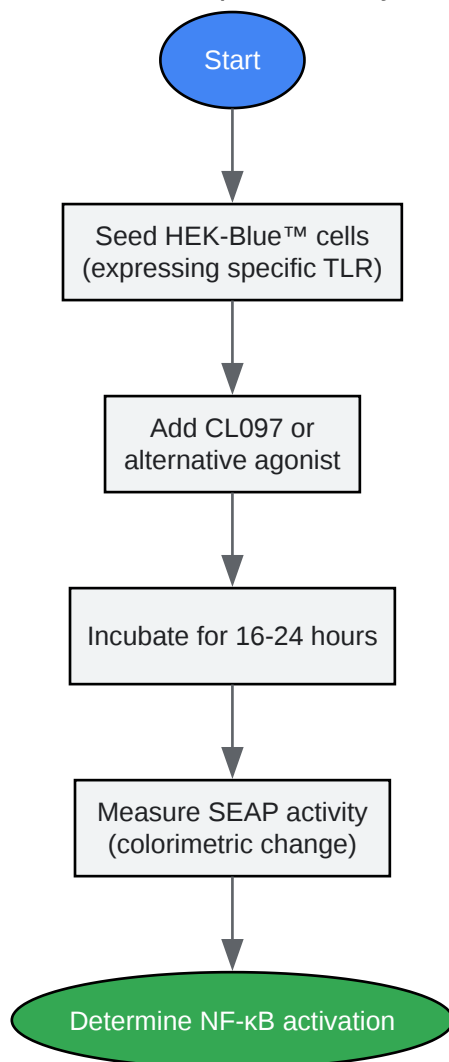 Start
Seed HEK-Blue™ cells
(expressing specific TLR)
Add CL097 or
alternative agonist
Incubate for 16-24 hours
Measure SEAP activity
(colorimetric change)
Determine NF-κB activation